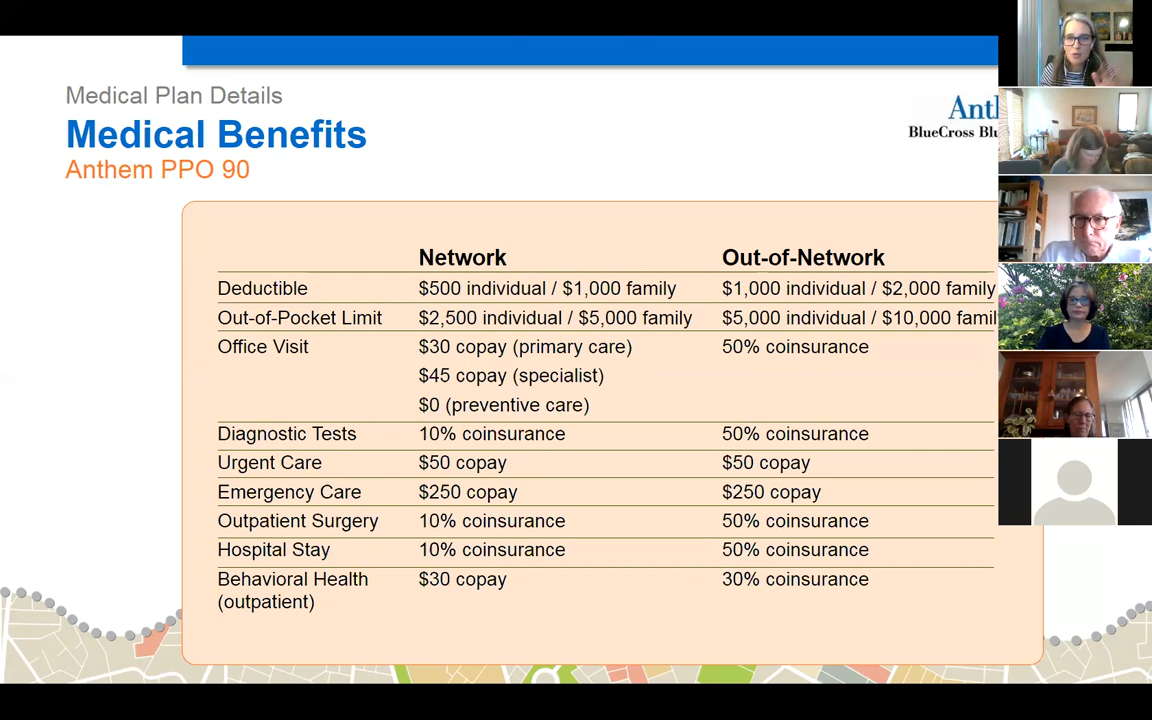 Medical Plan Details
Medical Benefits
Anthem PPO 90
BlueCross
Network Out-of-Network
Deductible $500 individual / $1,000 family $1,000 individual / $2,000 family
Out-of-Pocket Limit $2,500 individual / $5,000 family $5,000 individual / $10,000
Office Visit $30 copay (primary care) 50% coinsurance
$45 copay (specialist)
$0 (preventive care)
Diagnostic Tests 10% coinsurance 50% coinsurance
Urgent Care $50 copay $50 copay
Emergency Care $250 copay $250 copay
Outpatient Surgery 10% coinsurance 50% coinsurance
Hospital Stay 10% coinsurance 50% coinsurance
Behavioral Health $30 copay 30% coinsurance
(outpatient)